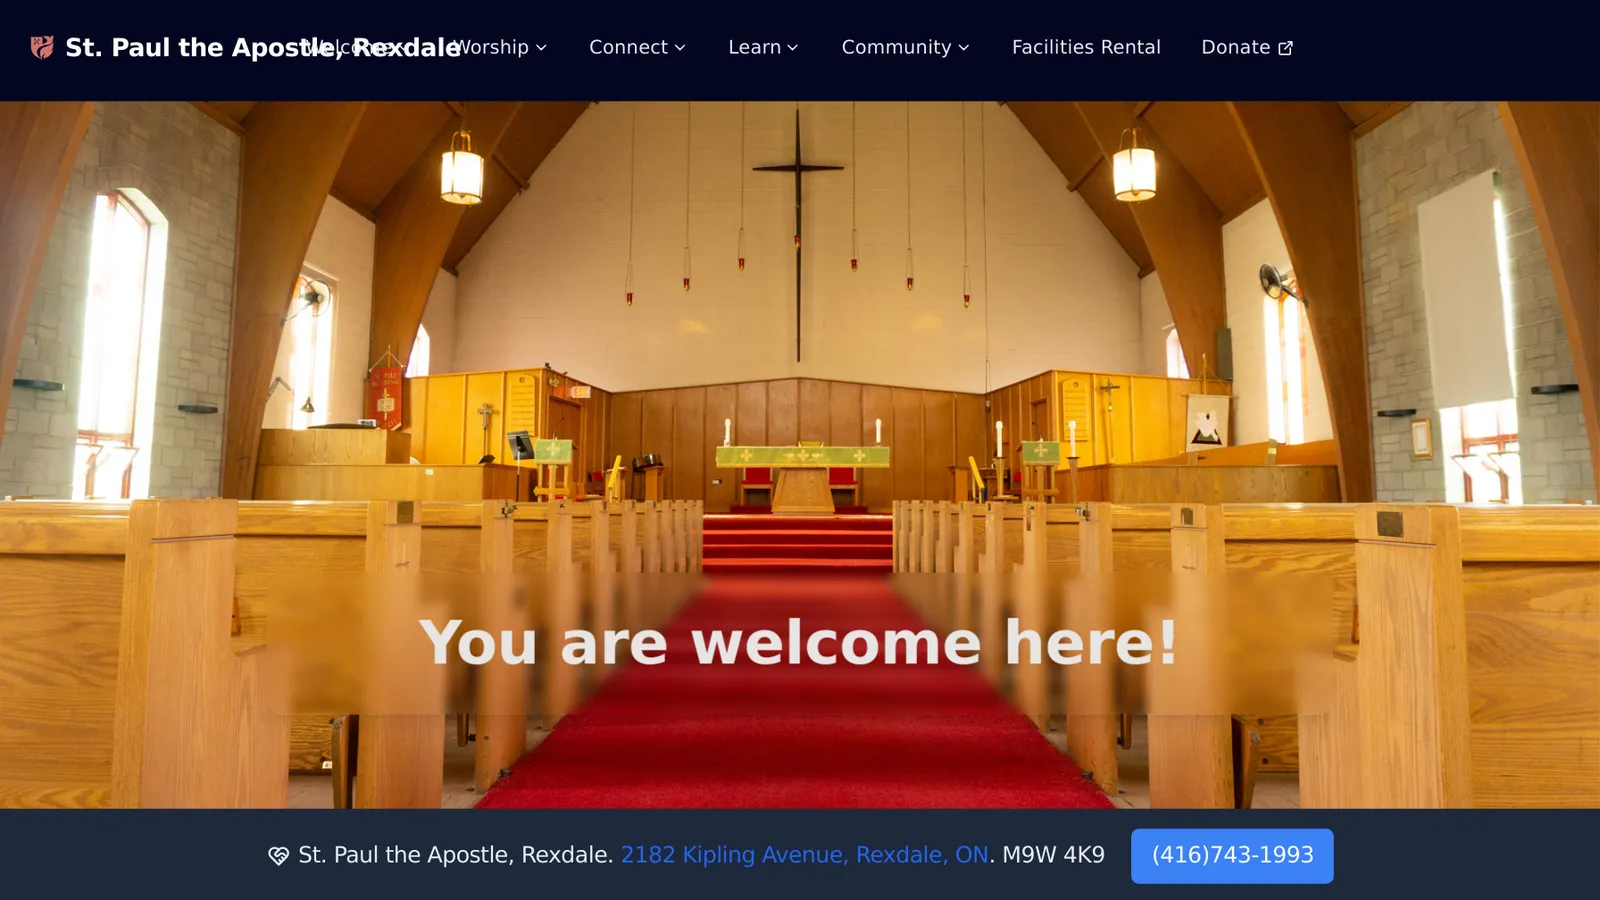 St. Paul the Apostle, Rexdale
Welcome
Worship
Connect
Learn
Community
Facilities Rental
Donate
You are welcome here!
St. Paul the Apostle, Rexdale. 2182 Kipling Avenue, Rexdale, ON. M9W 4K9
(416)743-1993